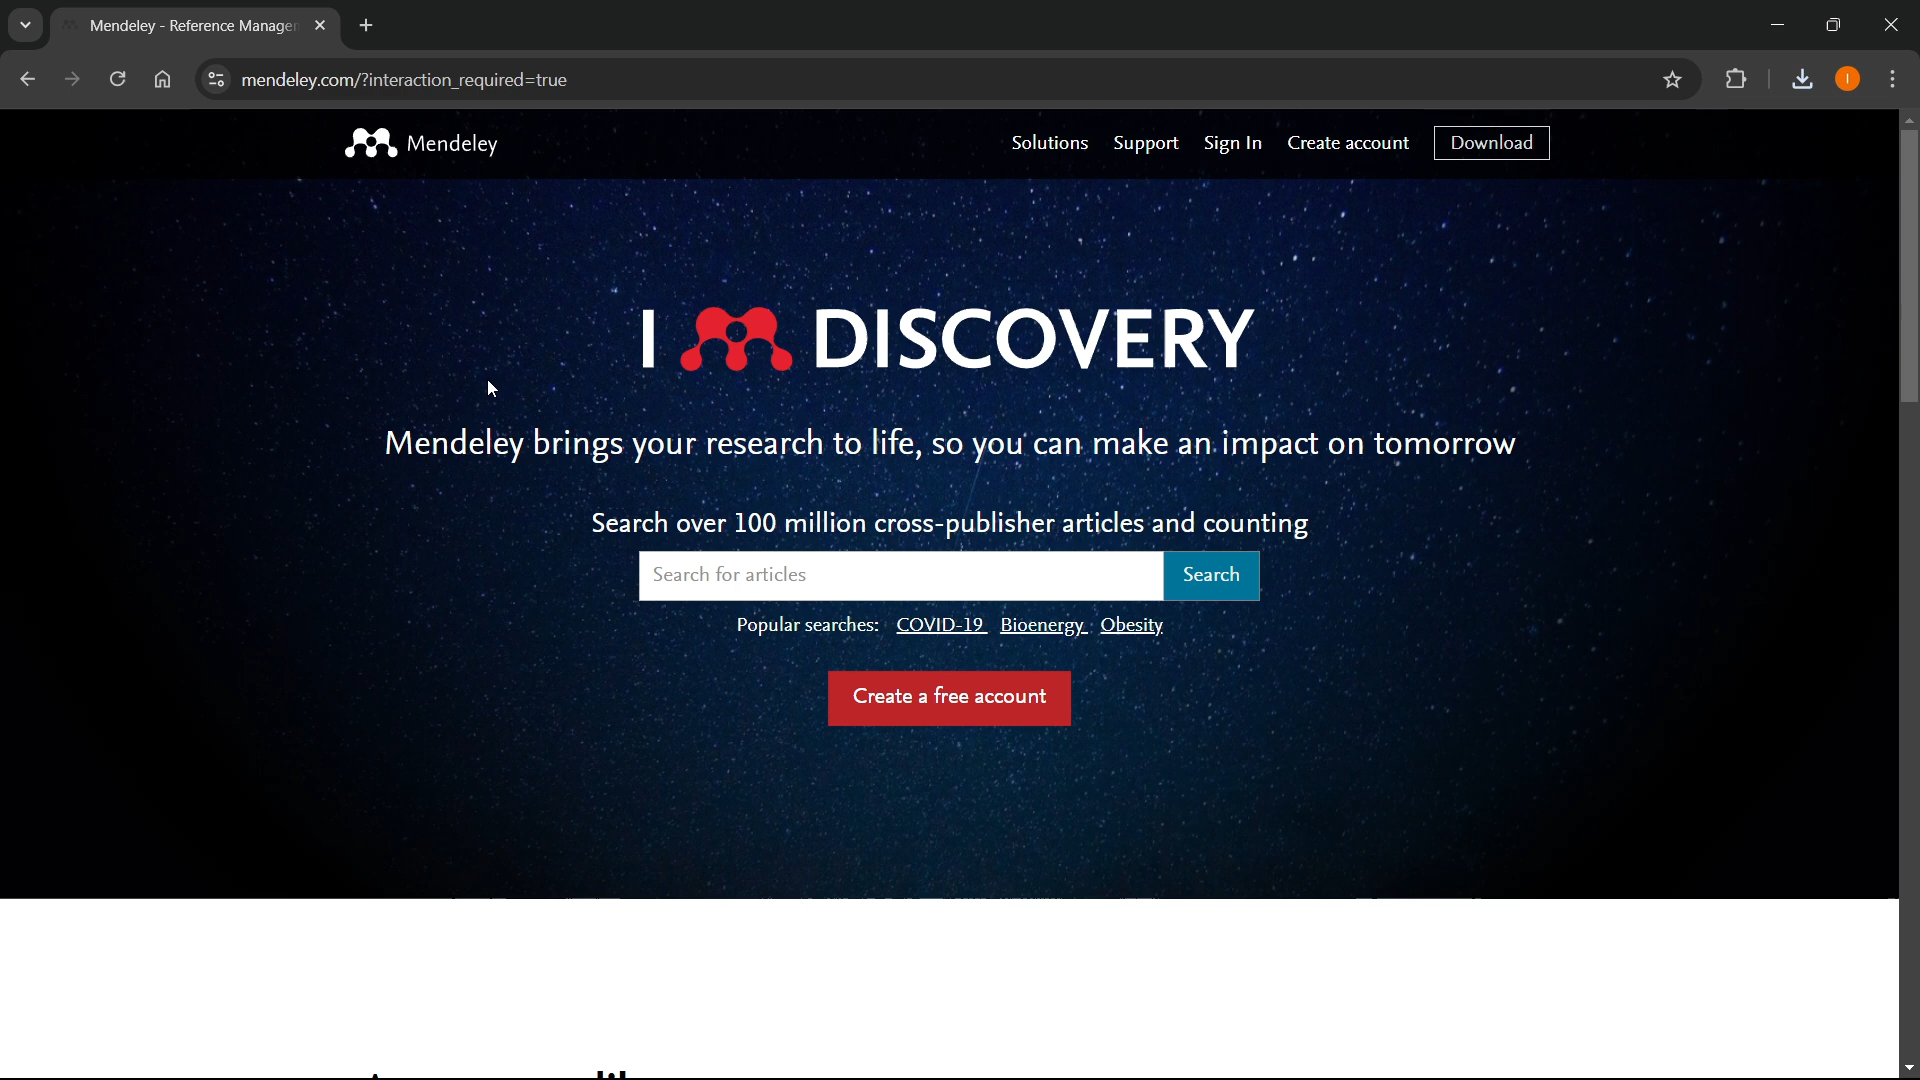 Mendeley - Reference Manager
mendeley.com/?interaction_required=true
I
Mendeley
Solutions
Support
Sign In
Create account
Download
I DISCOVERY
Mendeley brings your research to life, so you can make an impact on tomorrow
Search over 100 million cross-publisher articles and counting
Search for articles
Search
Popular searches: COVID-19 Bioenergy Obesity
Create a free account